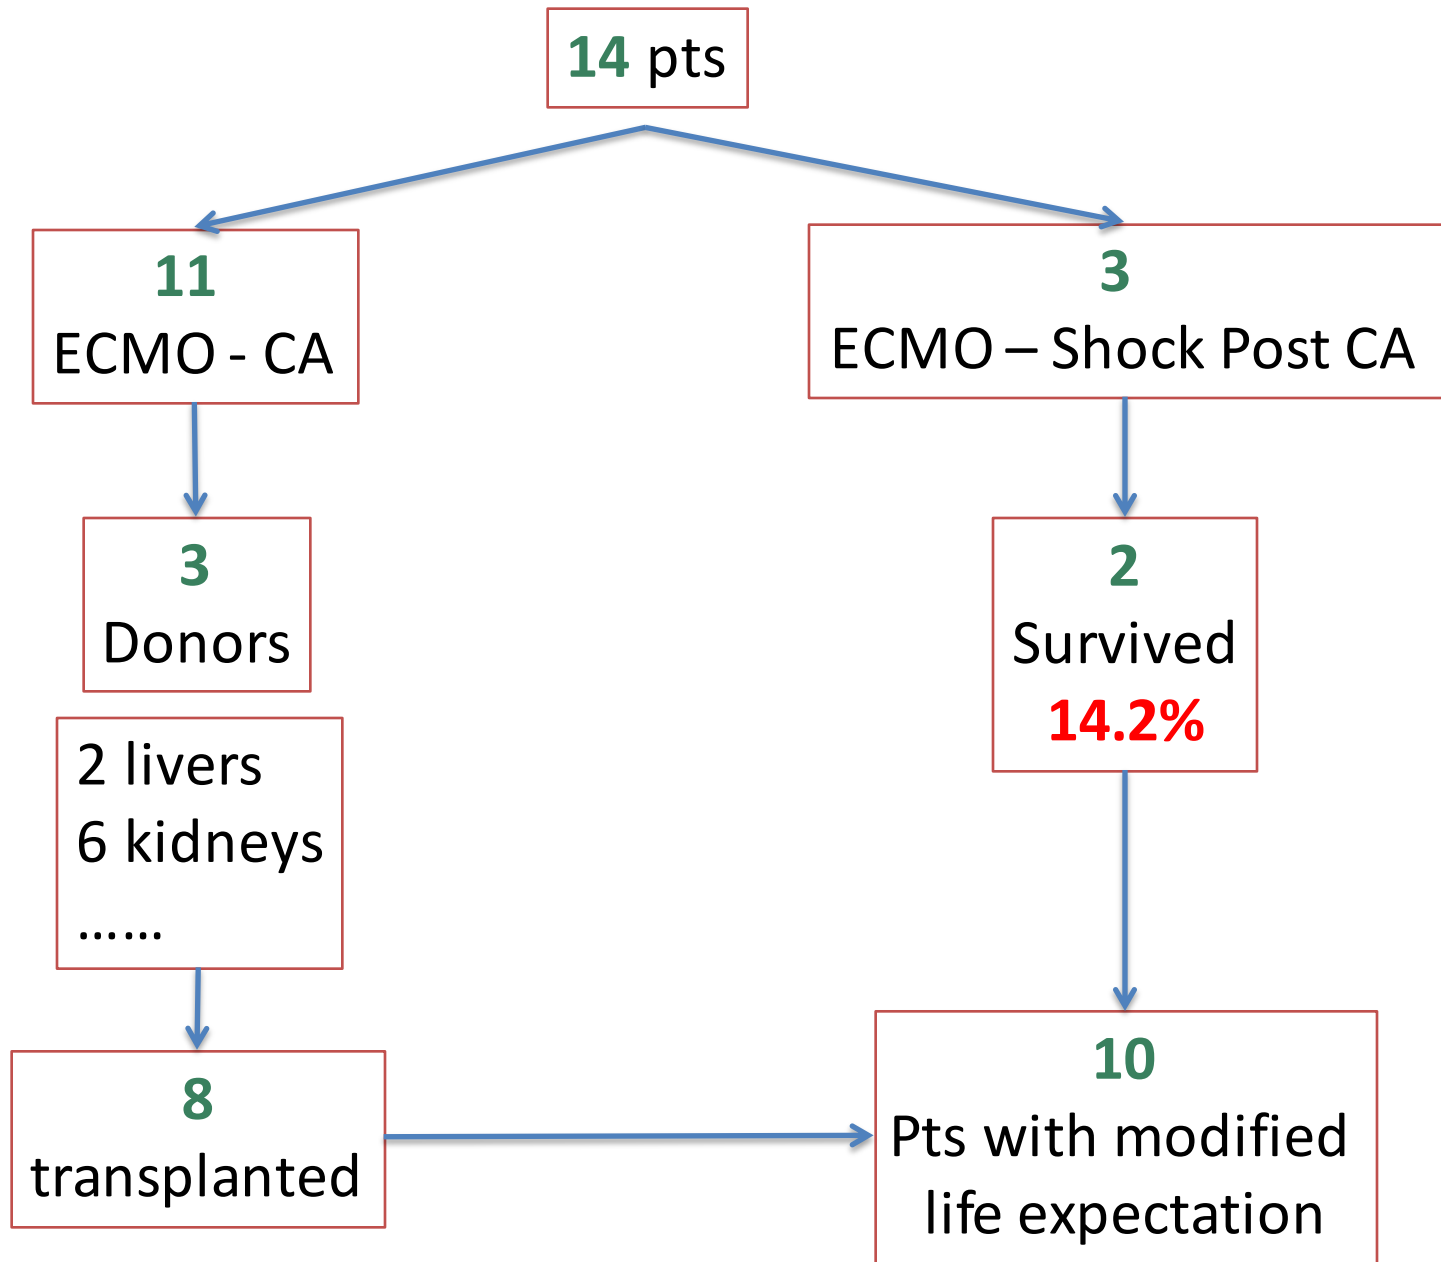 14 pts
11
ECMO - CA
3
ECMO – Shock Post CA
3
Donors
2
Survived
14.2%
2 livers
6 kidneys
......
8
transplanted
10
Pts with modified
life expectation